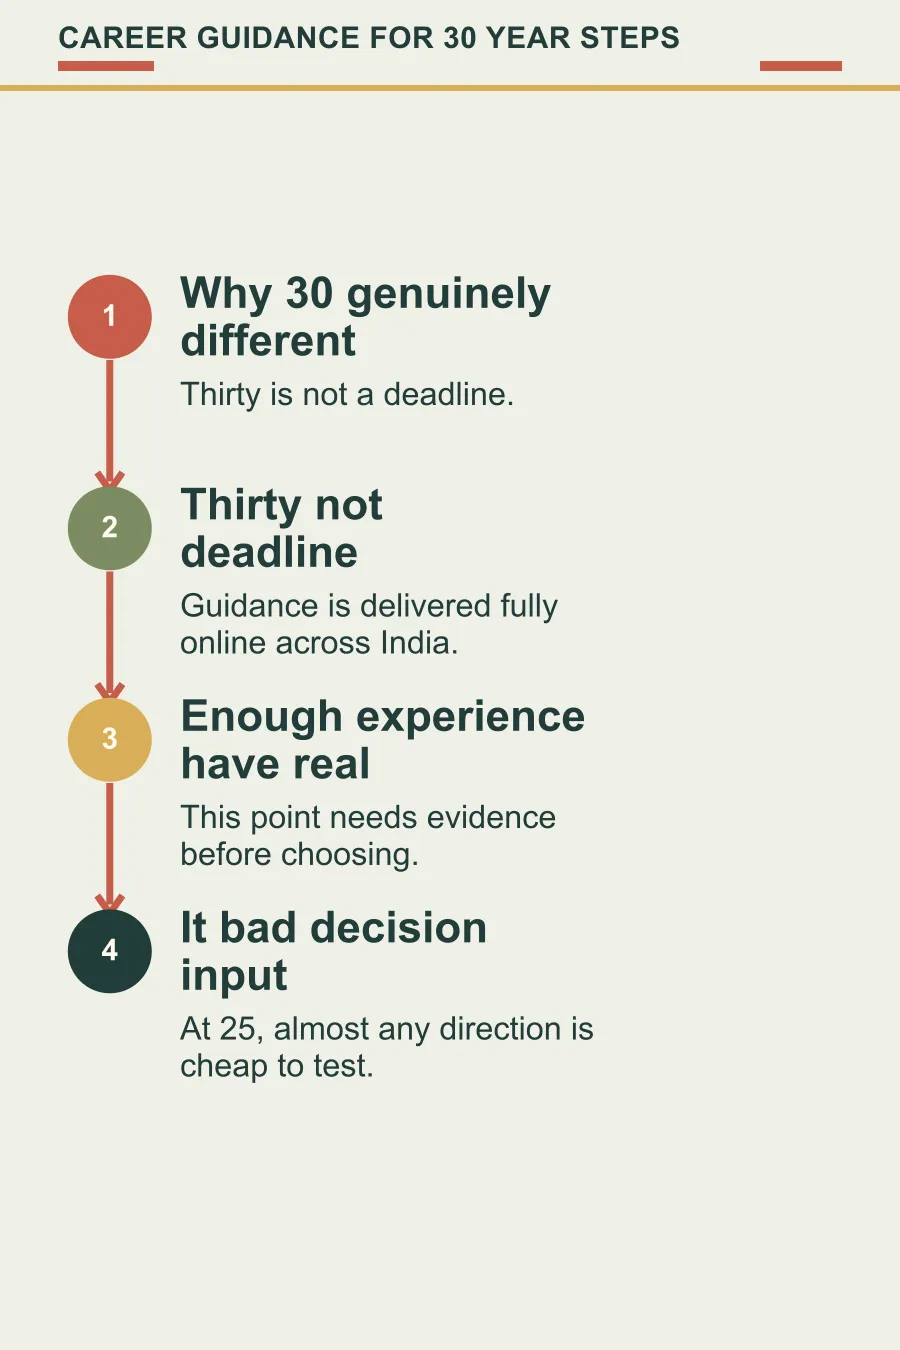 CAREER GUIDANCE FOR 30 YEAR STEPS
1
Why 30 genuinely
different
Thirty is not a deadline.
2
Thirty not
deadline
Guidance is delivered fully
online across India.
3
Enough experience
have real
This point needs evidence
before choosing.
4
It bad decision
input
At 25, almost any direction is
cheap to test.